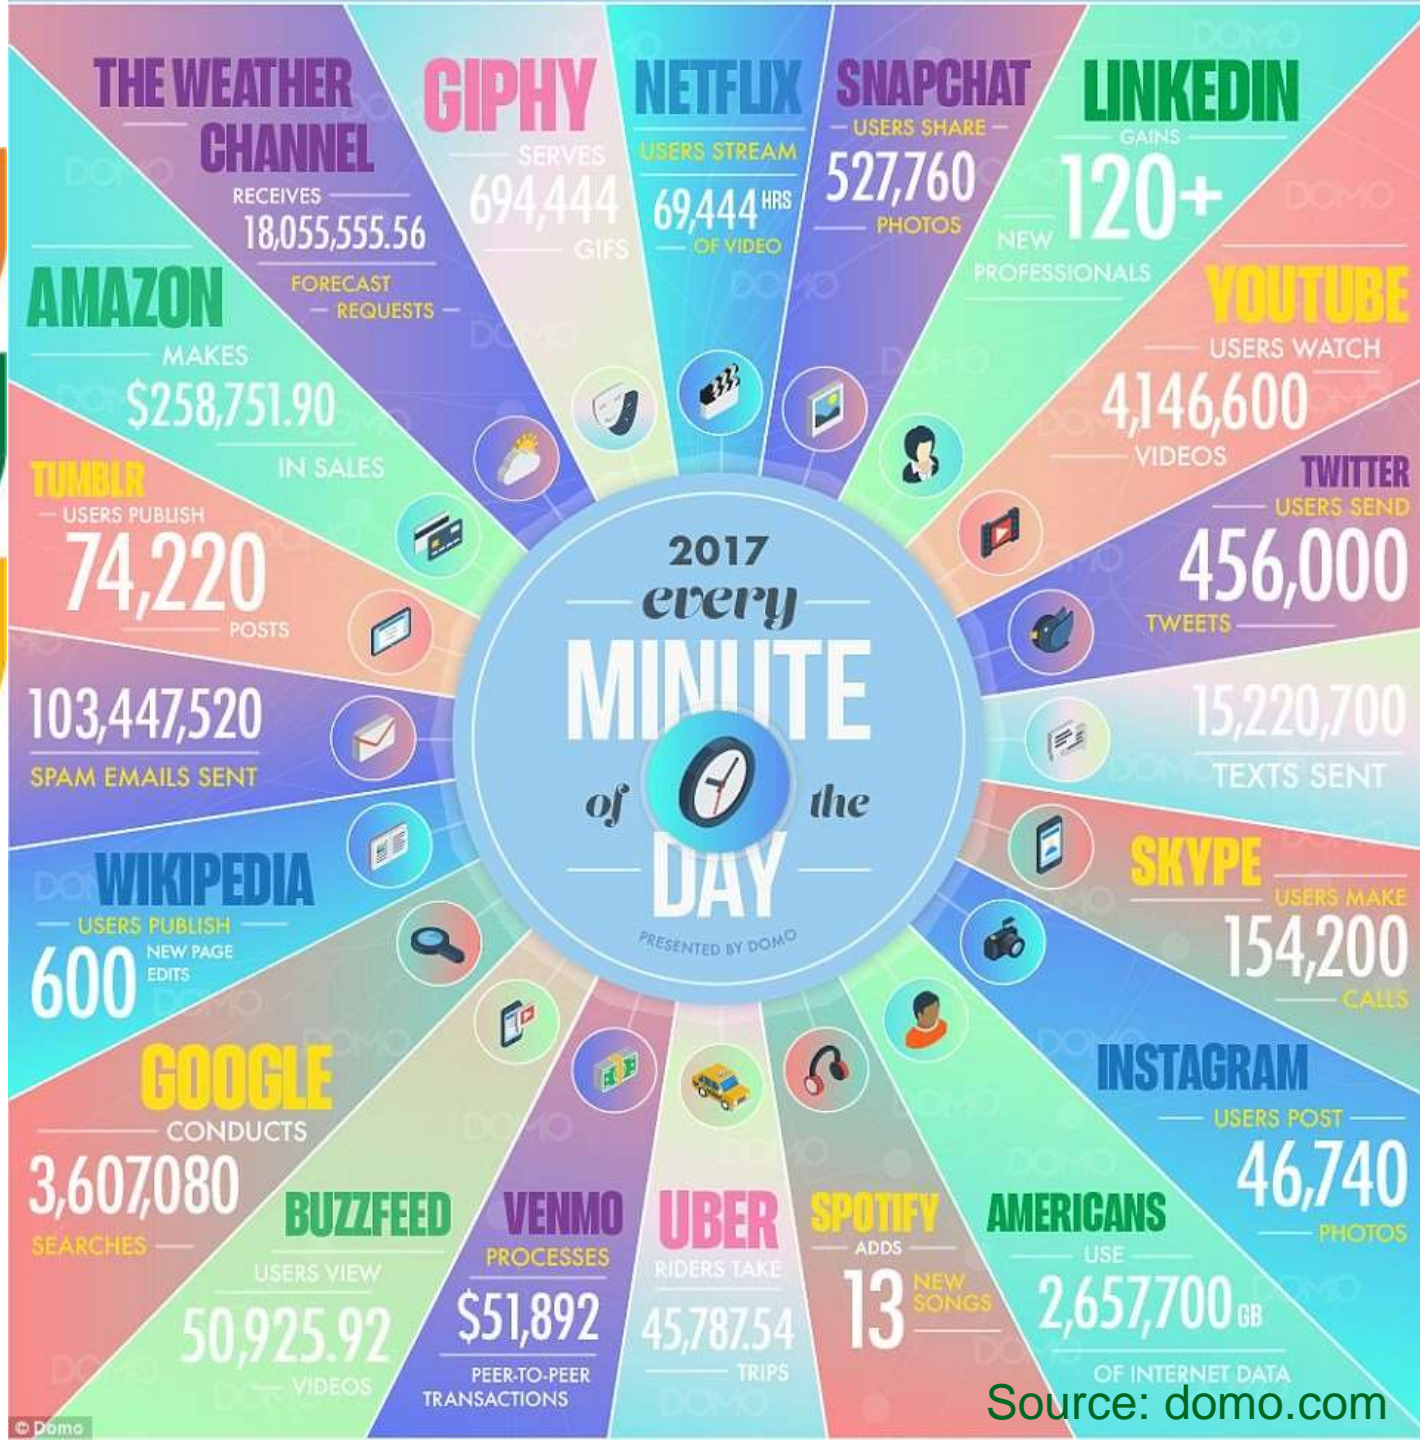 THE WEATHER
CHANNEL
RECEIVES
18,055,555.56
FORECAST
REQUESTS
GIPHY
SERVES
694,444
GIFS
NETFLIX
USERS STREAM
69,444 HRS
OF VIDEO
SNAPCHAT
USERS SHARE
527,760
PHOTOS
LINKEDIN
GAINS
120+
NEW
PROFESSIONALS
YOUTUBE
USERS WATCH
4,146,600
VIDEOS
TWITTER
USERS SEND
456,000
TWEETS
15,220,700
TEXTS SENT
SKYPE
USERS MAKE
154,200
CALLS
INSTAGRAM
USERS POST
46,740
PHOTOS
AMERICANS
USE
2,657,700 GB
OF INTERNET DATA
SPOTIFY
ADDS
13 NEW
SONGS
UBER
RIDERS TAKE
45,787.54
TRIPS
VENMO
PROCESSES
$51,892
PEER-TO-PEER
TRANSACTIONS
BUZZFEED
USERS VIEW
50,925.92
VIDEOS
GOOGLE
CONDUCTS
3,607,080
SEARCHES
WIKIPEDIA
USERS PUBLISH
600 NEW PAGE
EDITS
103,447,520
SPAM EMAILS SENT
TUMBLR
USERS PUBLISH
74,220
POSTS
AMAZON
MAKES
$258,751.90
IN SALES
2017
every
MINUTE
of the
DAY
PRESENTED BY DOMO
© Domo
Source: domo.com